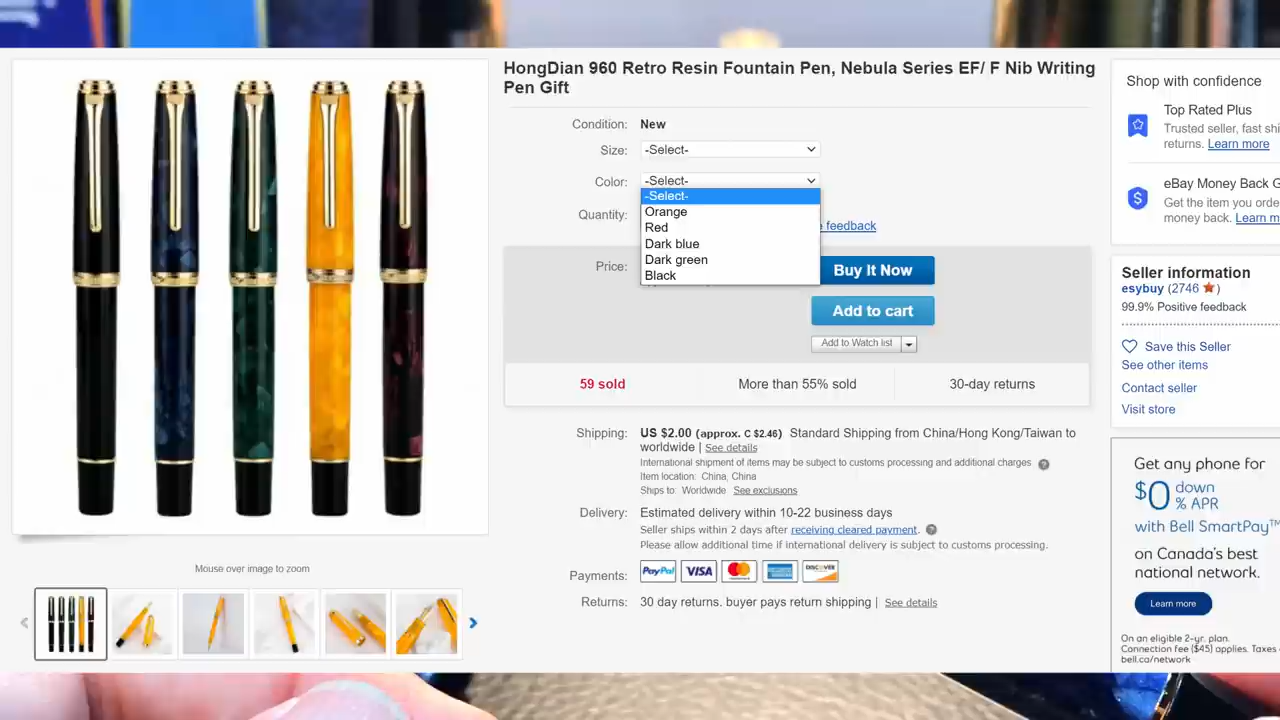 HongDian 960 Retro Resin Fountain Pen, Nebula Series EF/ F Nib Writing
Pen Gift
Condition: New
Size: -Select-
Color: -Select-
-Select-
Orange
Red
Dark blue
Dark green
Black
Quantity:
feedback
Price:
Buy It Now
Add to cart
Add to Watch list
59 sold
More than 55% sold
30-day returns
Shipping: US $2.00 (approx. C $2.46) Standard Shipping from China/Hong Kong/Taiwan to
worldwide | See details
International shipment of items may be subject to customs processing and additional charges
Item location: China, China
Ships to: Worldwide See exclusions
Delivery: Estimated delivery within 10-22 business days
Seller ships within 2 days after receiving cleared payment.
Please allow additional time if international delivery is subject to customs processing.
Payments: PayPal VISA
DISCOVER
Returns: 30 day returns. buyer pays return shipping | See details
Mouse over image to zoom
Shop with confidence
Top Rated Plus
Trusted seller, fast shi
returns. Learn more
eBay Money Back G
Get the item you orde
money back. Learn m
Seller information
esybuy (2746 )
99.9% Positive feedback
Save this Seller
See other items
Contact seller
Visit store
Get any phone for
$0 down
% APR
with Bell SmartPay™
on Canada's best
national network.
Learn more
On an eligible 2-yr. plan.
Connection fee ($45) applies. Taxes
bell.ca/network